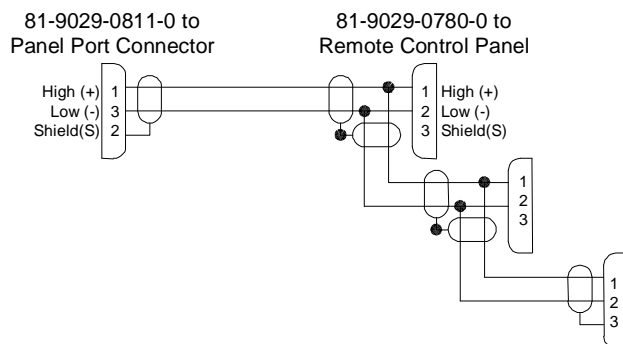 81-9029-0811-0 to
Panel Port Connector
81-9029-0780-0 to
Remote Control Panel
High (+) 1
Low (-) 3
Shield(S) 2
1 High (+)
2 Low (-)
3 Shield(S)
1
2
3
1
2
3